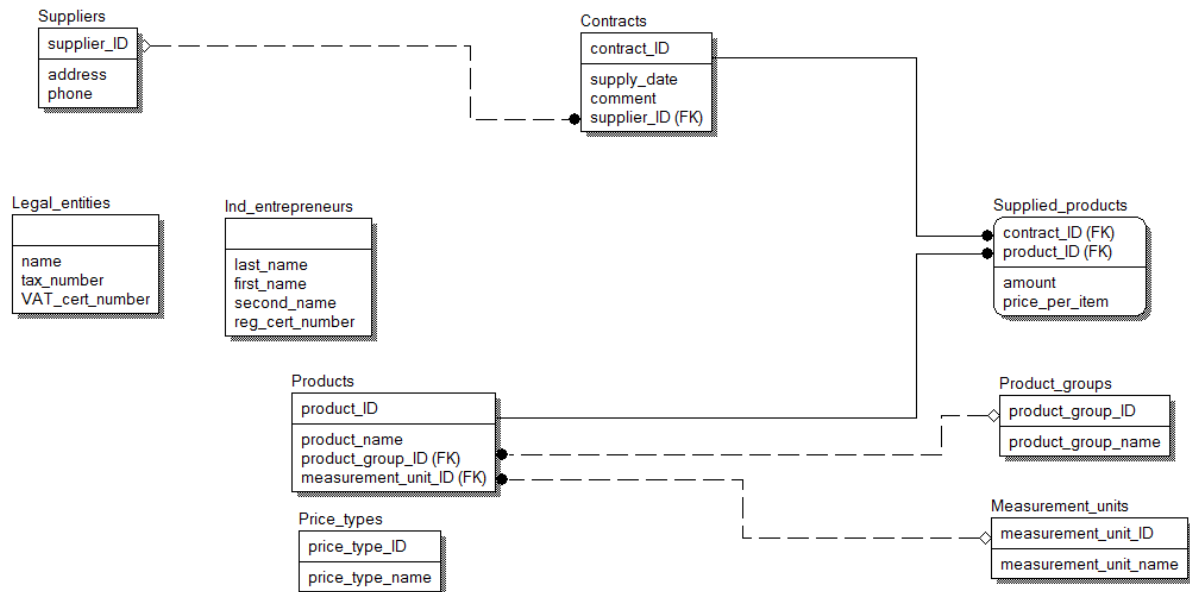 Suppliers
supplier_ID
address
phone
Contracts
contract_ID
supply_date
comment
supplier_ID (FK)
Legal_entities
name
tax_number
VAT_cert_number
Ind_entrepreneurs
last_name
first_name
second_name
reg_cert_number
Supplied_products
contract_ID (FK)
product_ID (FK)
amount
price_per_item
Products
product_ID
product_name
product_group_ID (FK)
measurement_unit_ID (FK)
Product_groups
product_group_ID
product_group_name
Price_types
price_type_ID
price_type_name
Measurement_units
measurement_unit_ID
measurement_unit_name